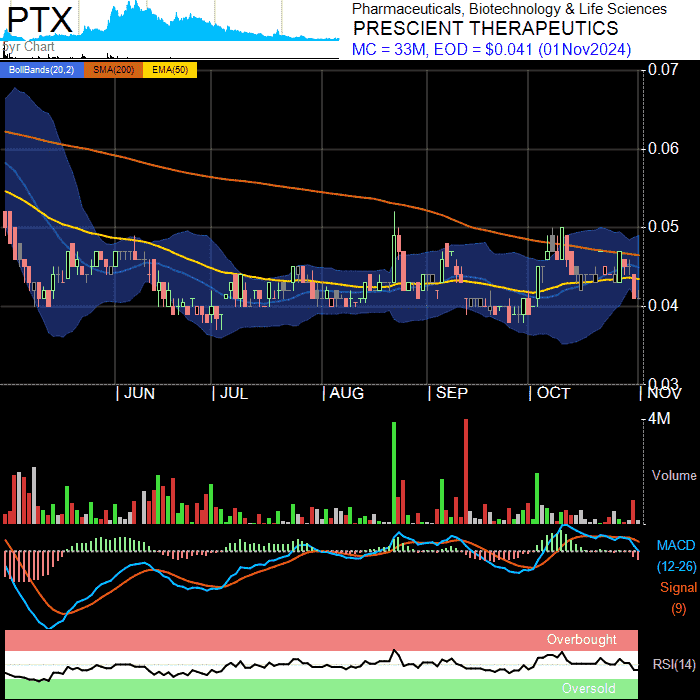 PTX
5yr Chart
Pharmaceuticals, Biotechnology & Life Sciences
PRESCIENT THERAPEUTICS
MC = 33M, EOD = $0.041 (01Nov2024)
BollBands(20,2) SMA(200) EMA(50)
0.07
0.06
0.05
0.04
0.03
JUN JUL AUG SEP OCT NOV
4M
Volume
MACD
(12-26)
Signal
(9)
Overbought
RSI(14)
Oversold